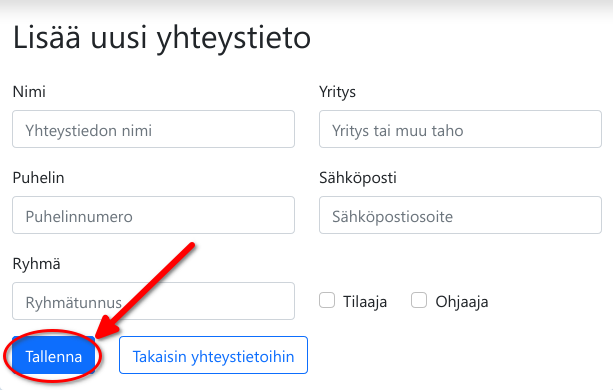 Lisää uusi yhteystieto
Nimi
Yritys
Yhteystiedon nimi
Yritys tai muu taho
Puhelin
Sähköposti
Puhelinnumero
Sähköpostiosoite
Ryhmä
Ryhmätunnus
Tilaaja
Ohjaaja
Tallenna
Takaisin yhteystietoihin